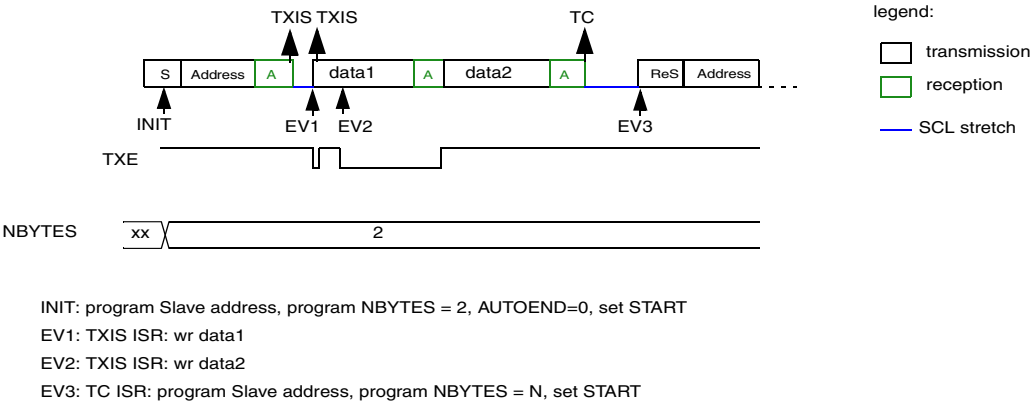 TXIS TXIS TC legend:
S Address A data1 A data2 A ReS Address transmission
reception
INIT EV1 EV2 EV3 SCL stretch
TXE
NBYTES xx 2
INIT: program Slave address, program NBYTES = 2, AUTOEND=0, set START
EV1: TXIS ISR: wr data1
EV2: TXIS ISR: wr data2
EV3: TC ISR: program Slave address, program NBYTES = N, set START